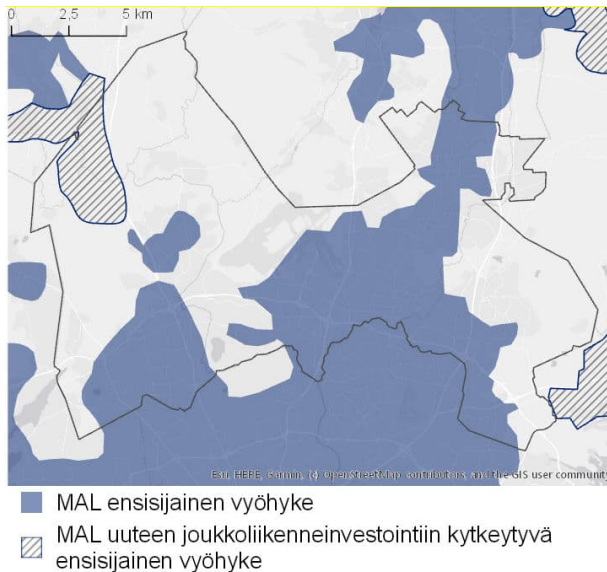 0 2,5 5 km
Esri, HERE, Garmin, (c) OpenStreetMap contributors, and the GIS user community
MAL ensisijainen vyöhyke
MAL uuteen joukkoliikenneinvestointiin kytkeytyvä
ensisijainen vyöhyke